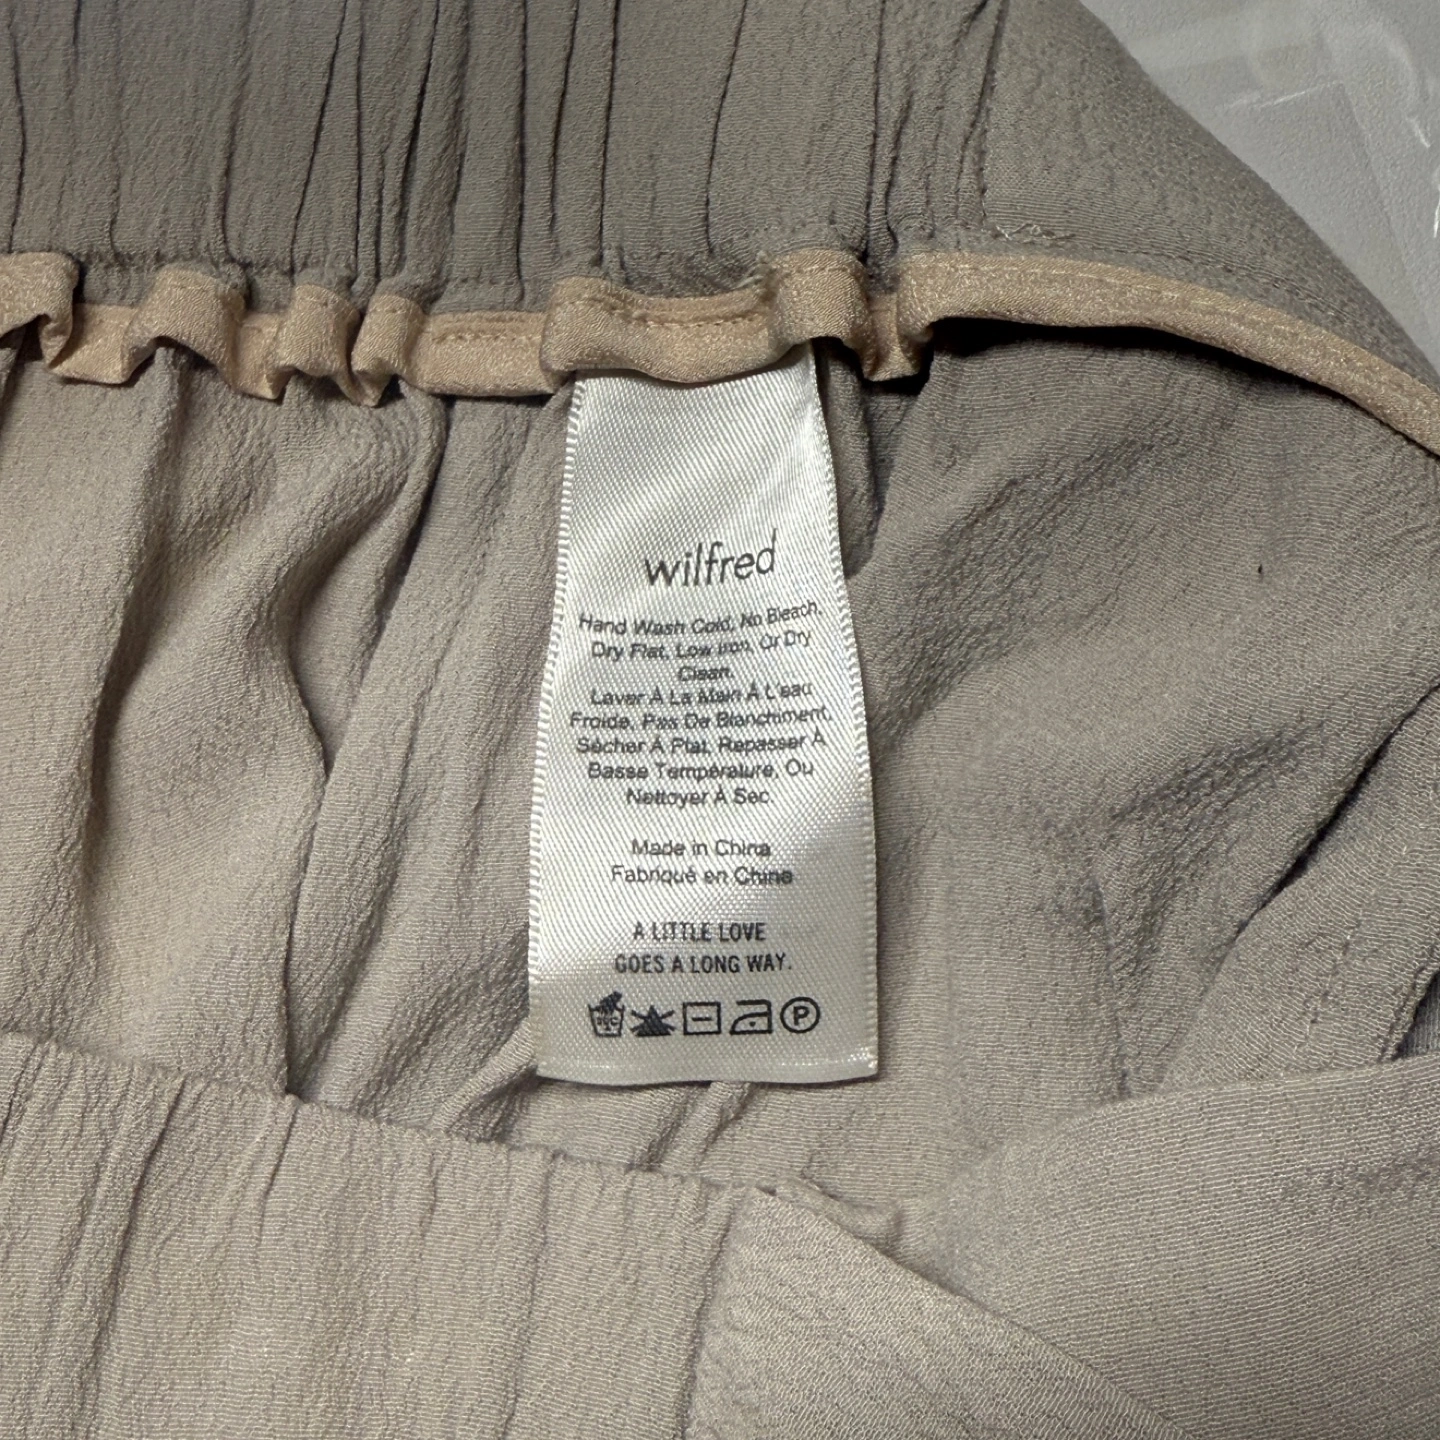 wilfred
Hand Wash Cold, No Bleach,
Dry Flat, Low Iron, Or Dry
Clean.
Laver À La Main À L'eau
Froide, Pas De Blanchiment,
Sécher À Plat, Repasser À
Basse Température, Ou
Nettoyer À Sec.
Made in China
Fabriqué en Chine
A LITTLE LOVE
GOES A LONG WAY.
P